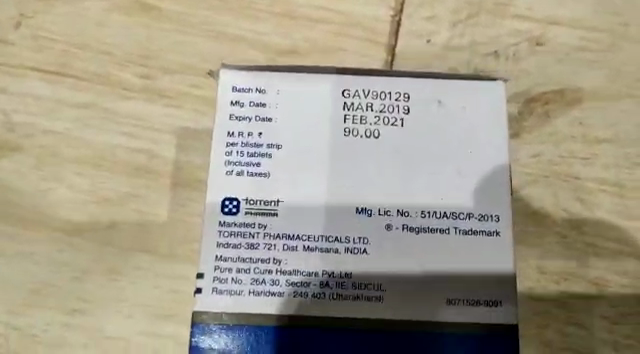 Batch No. : GAV90129
Mfg. Date : MAR.2019
Expiry Date : FEB.2021
M. R. P. ₹ 90.00
per blister strip
of 15 tablets
(Inclusive
of all taxes)
torrent
PHARMA
Mfg. Lic. No. : 51/UA/SC/P-2013
® - Registered Trademark
Marketed by :
TORRENT PHARMACEUTICALS LTD.
Indrad-382 721, Dist. Mehsana, INDIA.
Manufactured by :
Pure and Cure Healthcare Pvt. Ltd
Plot No. 26A-30, Sector - 8A, IIE, SIDCUL,
Ranipur, Haridwar - 249 403 (Uttarakhand)
8071528-9091